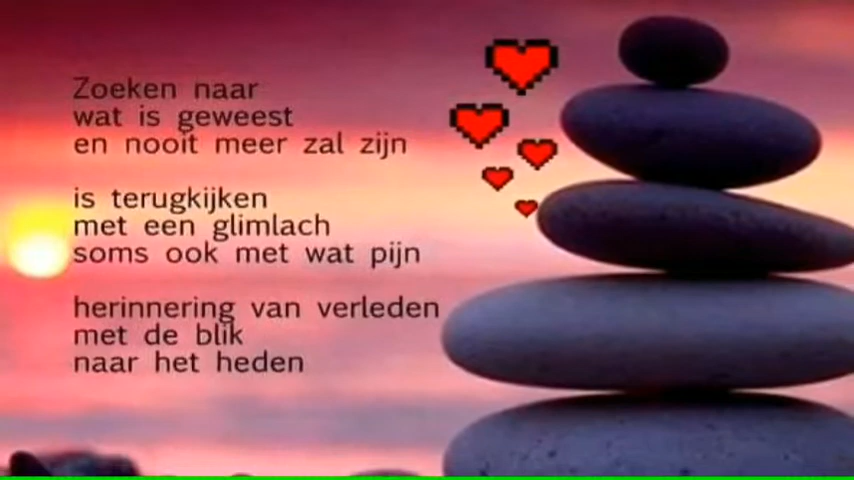 Zoeken naar
wat is geweest
en nooit meer zal zijn
is terugkijken
met een glimlach
soms ook met wat pijn
herinnering van verleden
met de blik
naar het heden